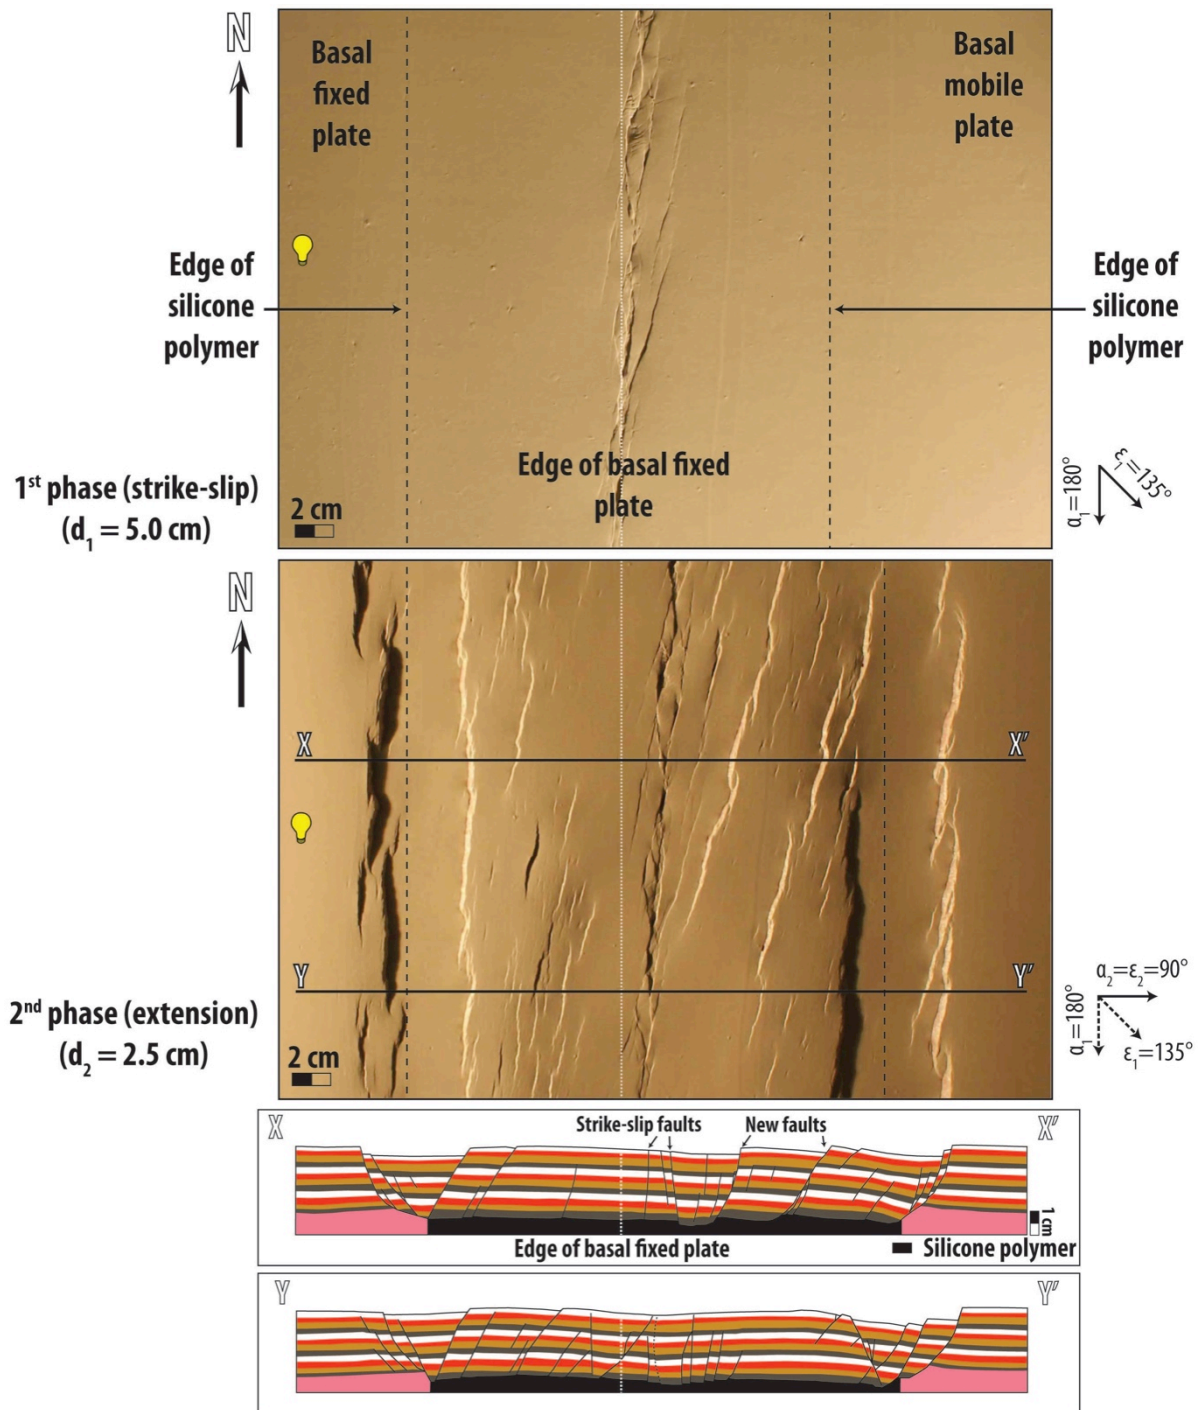 N
Basal
fixed
plate
Basal
mobile
plate
Edge of
silicone
polymer
Edge of
silicone
polymer
Edge of basal fixed
plate
1st phase (strike-slip)
(d1 = 5.0 cm)
2 cm
α1=180°
ε1=135°
N
X
X'
Y
Y'
2nd phase (extension)
(d2 = 2.5 cm)
2 cm
α2=ε2=90°
α1=180°
ε1=135°
X
Strike-slip faults
New faults
X'
1 cm
Edge of basal fixed plate
Silicone polymer
Y
Y'